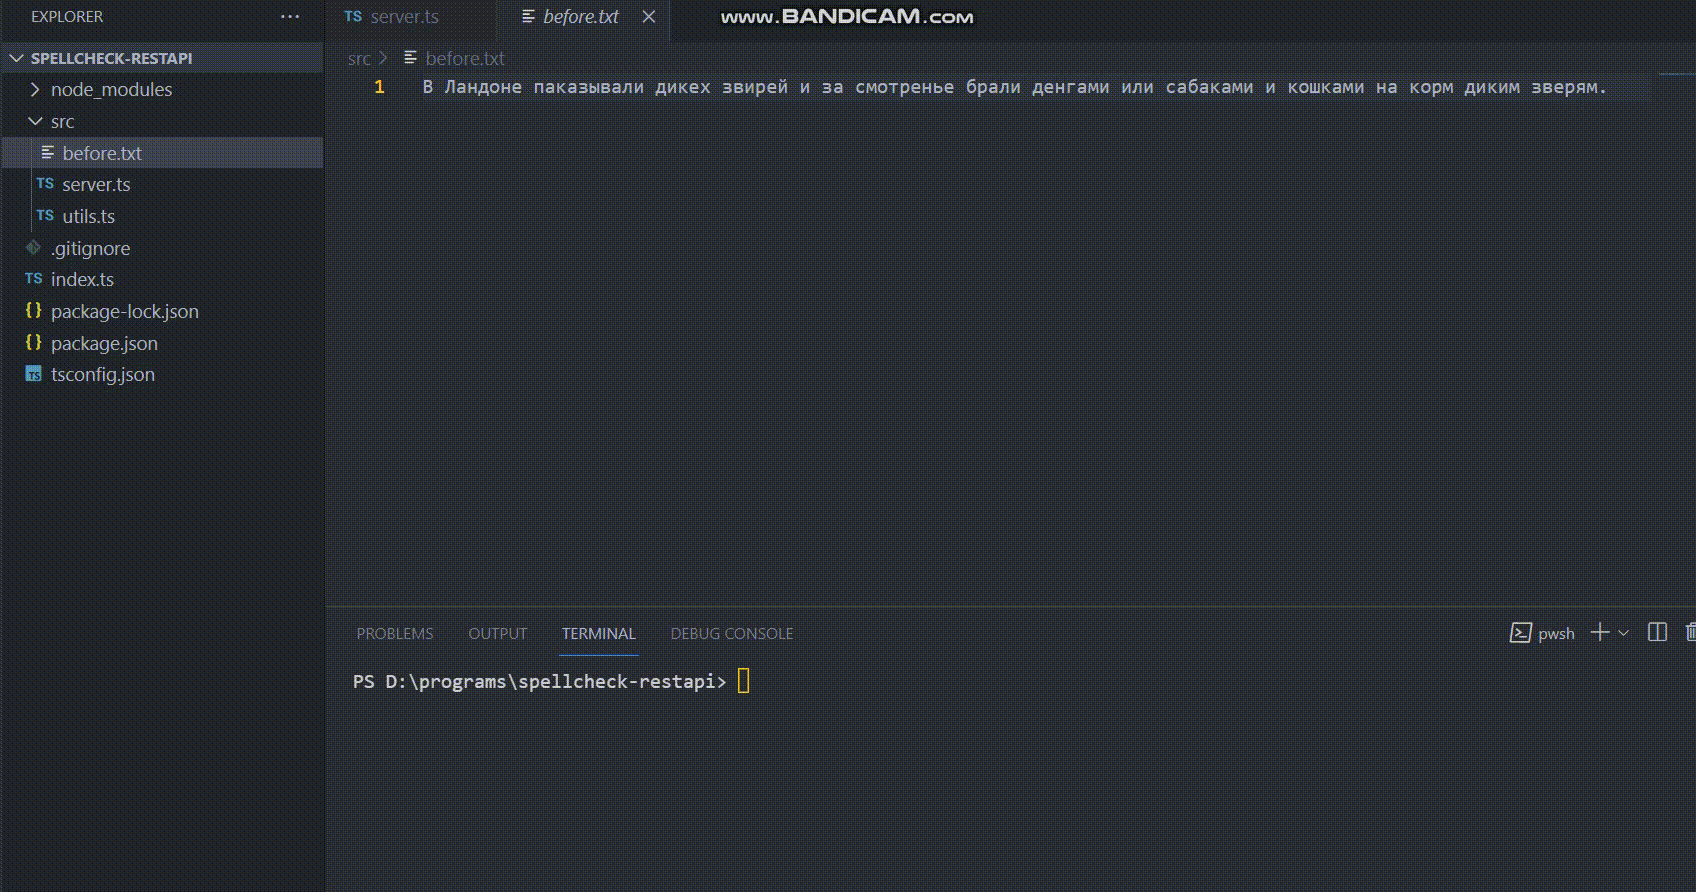 EXPLORER ···
TS server.ts
before.txt
www.BANDICAM.com
SPELLCHECK-RESTAPI
src > before.txt
1 В Ландоне паказывали дикех звирей и за смотренье брали денгами или сабаками и кошками на корм диким зверям.
node_modules
src
before.txt
TS server.ts
TS utils.ts
.gitignore
TS index.ts
{} package-lock.json
{} package.json
TS tsconfig.json
PROBLEMS OUTPUT TERMINAL DEBUG CONSOLE
pwsh
PS D:\programs\spellcheck-restapi>